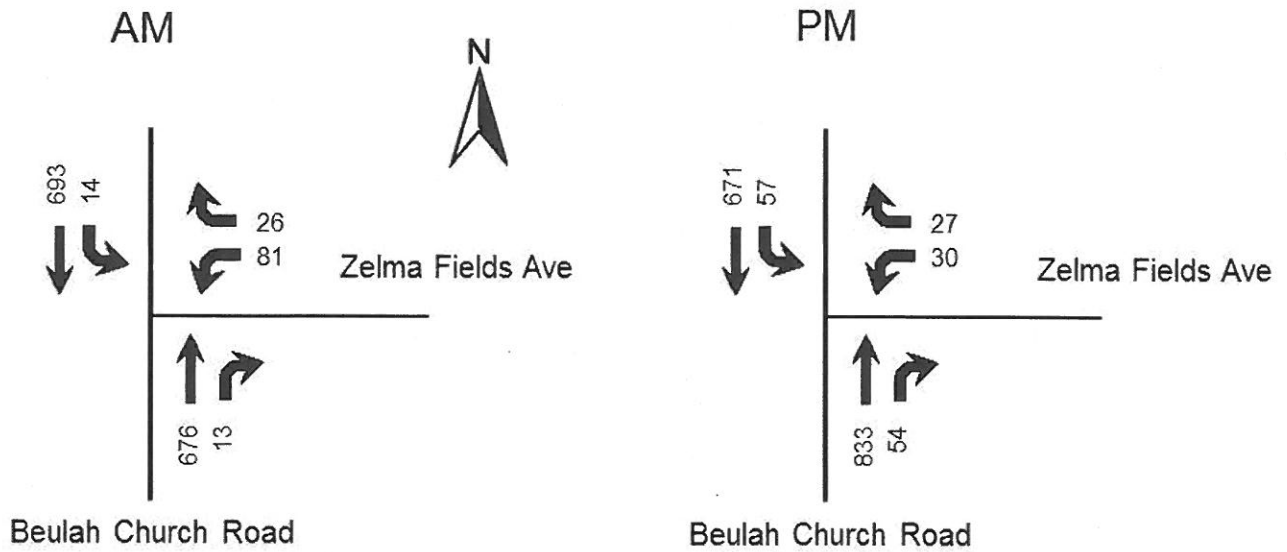 AM
N
693
14
26
81
Zelma Fields Ave
676
13
Beulah Church Road
PM
671
57
27
30
Zelma Fields Ave
833
54
Beulah Church Road